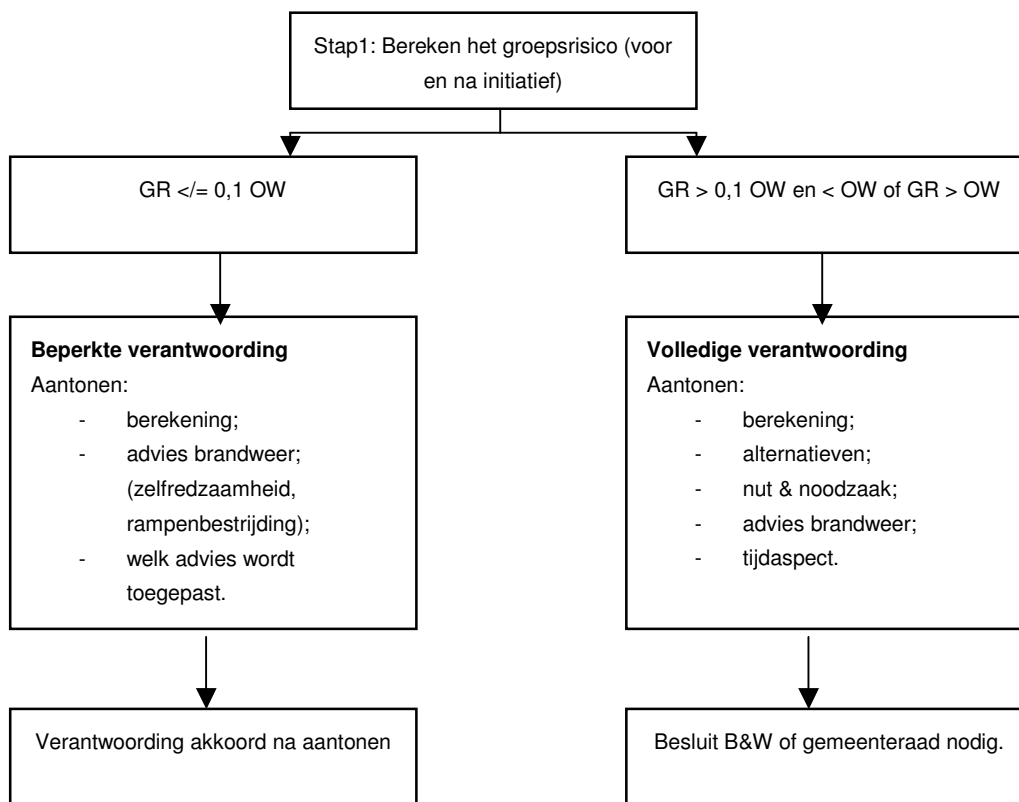 Stap1: Bereken het groepsrisico (voor
en na initiatief)
GR </= 0,1 OW
GR > 0,1 OW en < OW of GR > OW
Beperkte verantwoording
Aantonen:
- berekening;
- advies brandweer;
(zelfredzaamheid,
rampenbestrijding);
- welk advies wordt
toegepast.
Volledige verantwoording
Aantonen:
- berekening;
- alternatieven;
- nut & noodzaak;
- advies brandweer;
- tijdaspect.
Verantwoording akkoord na aantonen
Besluit B&W of gemeenteraad nodig.